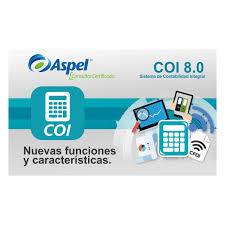 Aspel
Consultor Certificado
COI 8.0
Sistema de Contabilidad Integral
COI
Nuevas funciones
y características.
CFDI